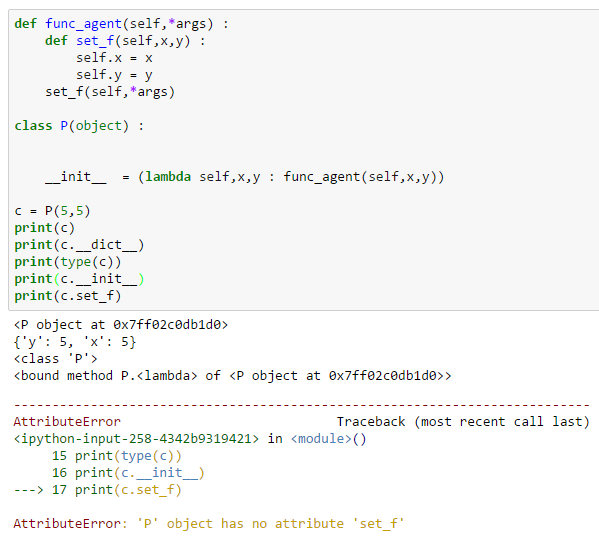 def func_agent(self,*args) :
    def set_f(self,x,y) :
        self.x = x
        self.y = y
    set_f(self,*args)

class P(object) :


    __init__  = (lambda self,x,y : func_agent(self,x,y))

c = P(5,5)
print(c)
print(c.__dict__)
print(type(c))
print(c.__init__)
print(c.set_f)
<P object at 0x7ff02c0db1d0>
{'y': 5, 'x': 5}
<class 'P'>
<bound method P.<lambda> of <P object at 0x7ff02c0db1d0>>

---------------------------------------------------------------------------
AttributeError                            Traceback (most recent call last)
<ipython-input-258-4342b9319421> in <module>()
     15 print(type(c))
     16 print(c.__init__)
---> 17 print(c.set_f)

AttributeError: 'P' object has no attribute 'set_f'